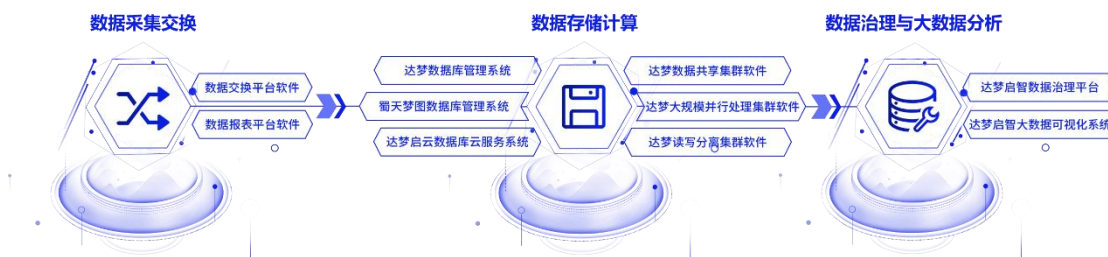 数据采集交换
数据交换平台软件
数据报表平台软件
数据存储计算
达梦数据库管理系统
蜀天梦图数据库管理系统
达梦启云数据库云服务系统
达梦数据共享集群软件
达梦大规模并行处理集群软件
达梦读写分离集群软件
数据治理与大数据分析
达梦启智数据治理平台
达梦启智大数据可视化系统